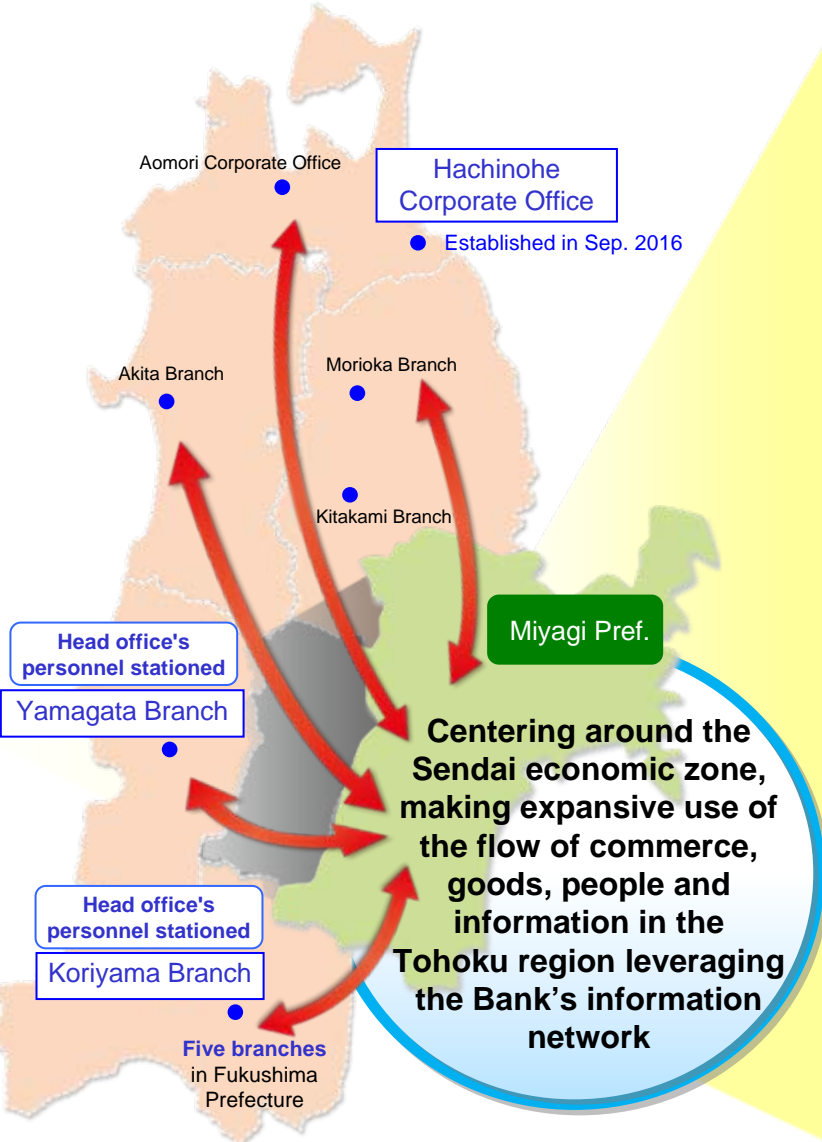 Aomori Corporate Office
Hachinohe
Corporate Office
Established in Sep. 2016
Akita Branch
Morioka Branch
Kitakami Branch
Miyagi Pref.
Head office's
personnel stationed
Yamagata Branch
Centering around the
Sendai economic zone,
making expansive use of
the flow of commerce,
goods, people and
information in the
Tohoku region leveraging
the Bank's information
network
Head office's
personnel stationed
Koriyama Branch
Five branches
in Fukushima
Prefecture